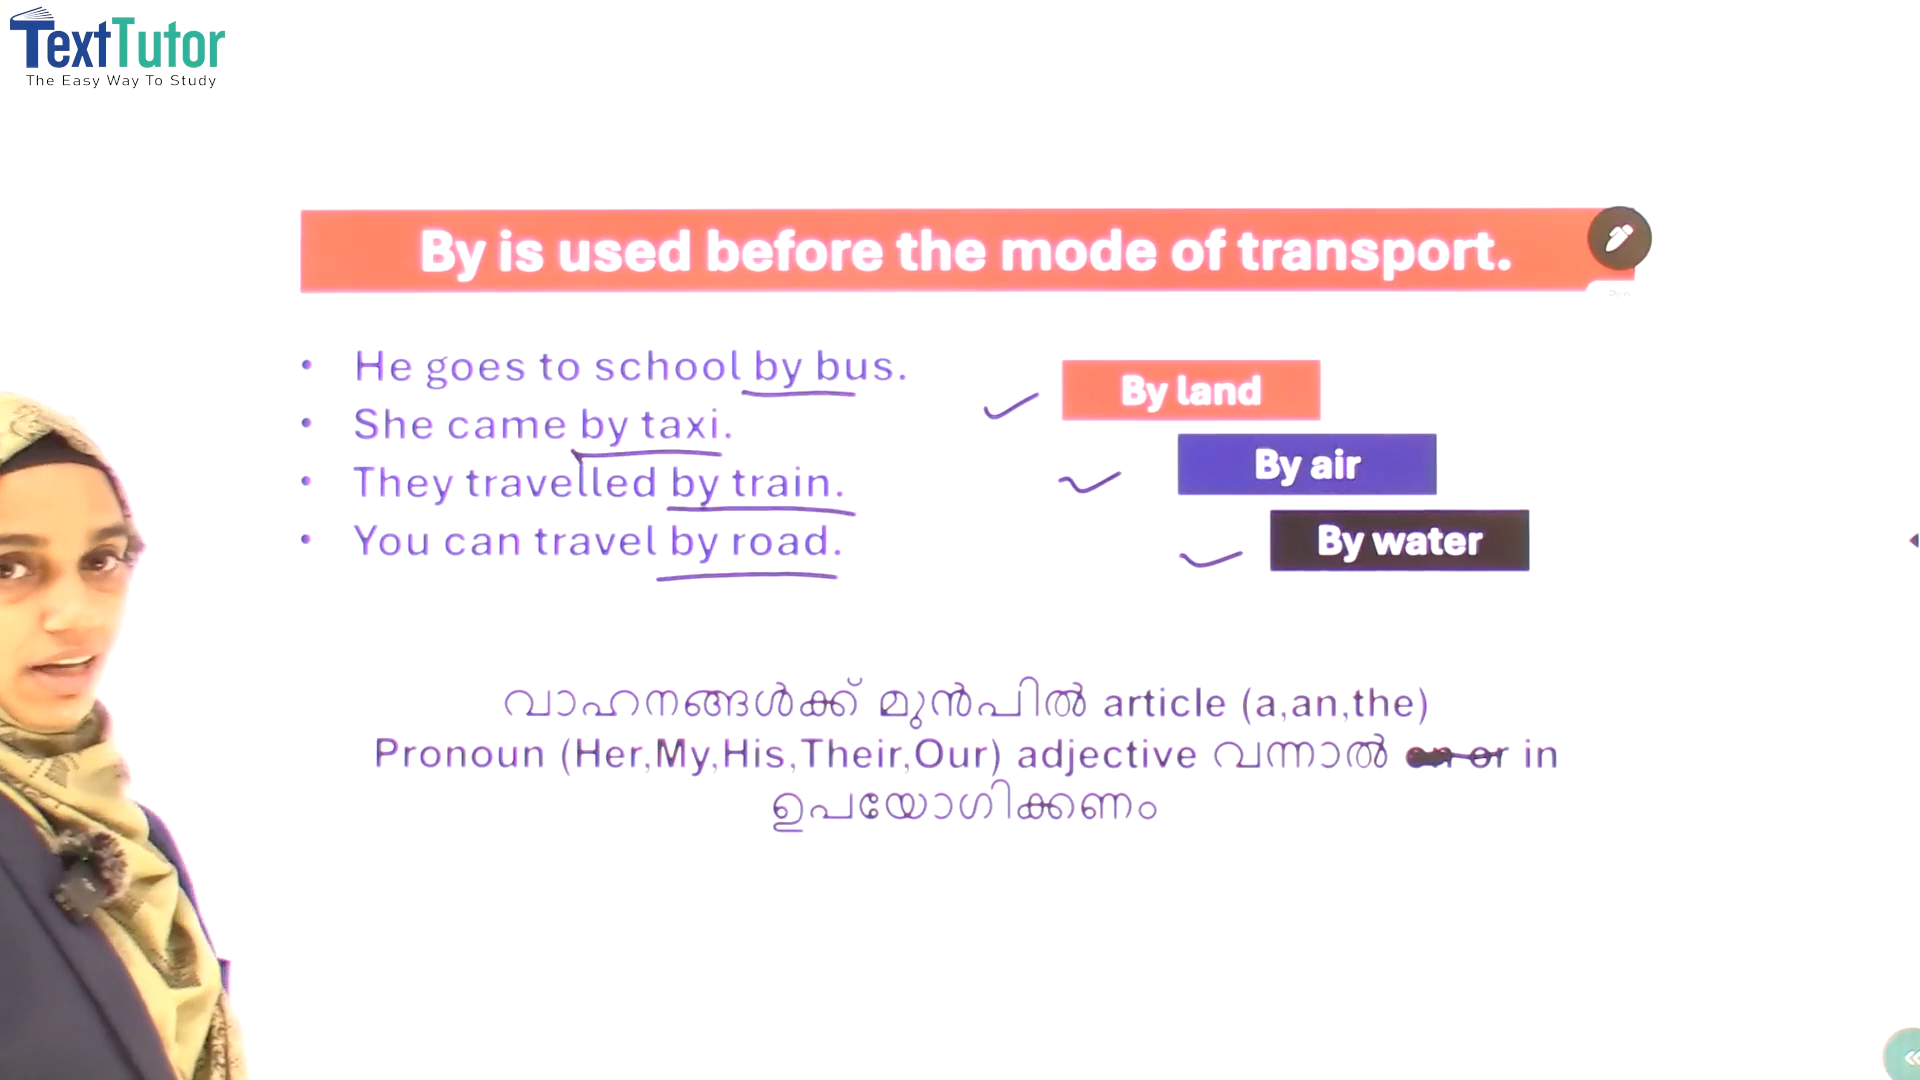 TextTutor
The Easy Way To Study
By is used before the mode of transport.
• He goes to school by bus.
• She came by taxi.
• They travelled by train.
• You can travel by road.
By land
By air
By water
വാഹനങ്ങൾക്ക് മുൻപിൽ article (a,an,the)
Pronoun (Her,My,His,Their,Our) adjective വന്നാൽ on or in
ഉപയോഗിക്കണം